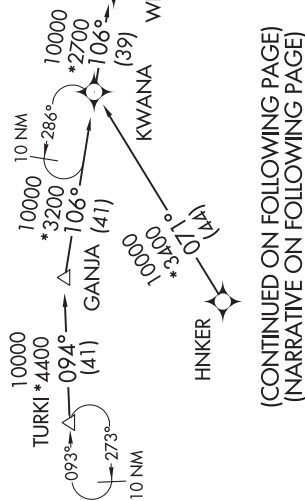 10000
*4400
TURKI
094°
(41)
093°
273°
10 NM
GANJA
10000
*3200
106°
(41)
10 NM
286°
KWANA
10000
*2700
106°
(39)
HNKER
10000
*3400
071°
(44)
(CONTINUED ON FOLLOWING PAGE)
(NARRATIVE ON FOLLOWING PAGE)